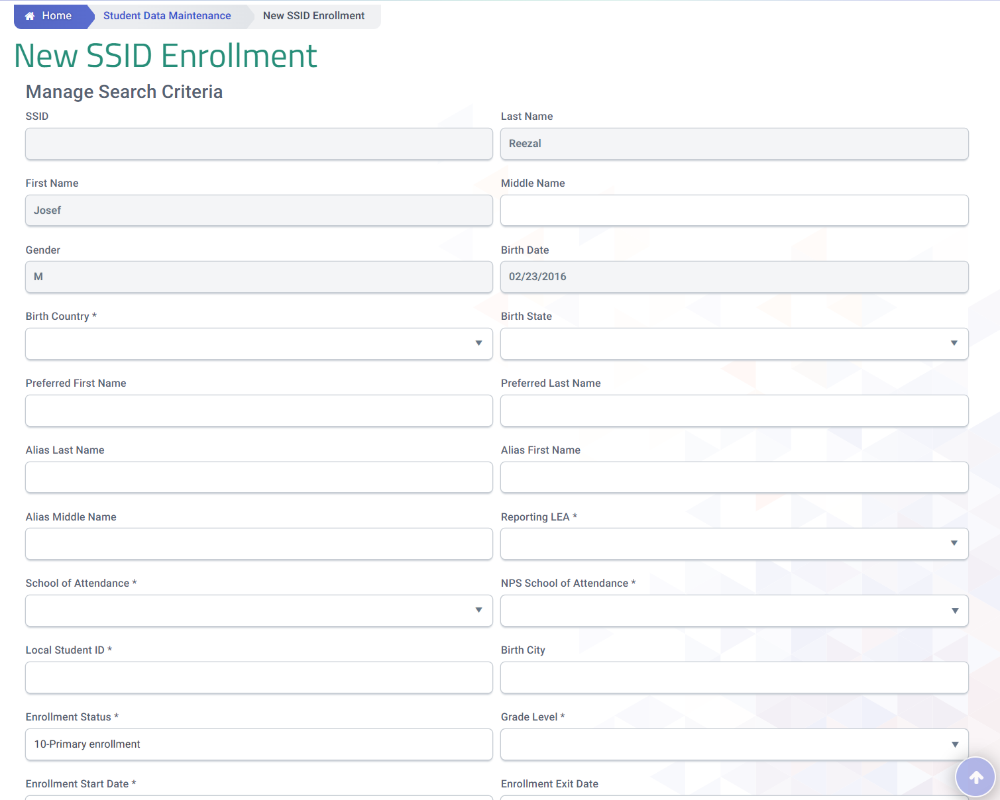 Home
Student Data Maintenance
New SSID Enrollment
New SSID Enrollment
Manage Search Criteria
SSID
Last Name
Reezal
First Name
Middle Name
Josef
Gender
Birth Date
M
02/23/2016
Birth Country *
Birth State
Preferred First Name
Preferred Last Name
Alias Last Name
Alias First Name
Alias Middle Name
Reporting LEA *
School of Attendance *
NPS School of Attendance *
Local Student ID *
Birth City
Enrollment Status *
Grade Level *
10-Primary enrollment
Enrollment Start Date *
Enrollment Exit Date